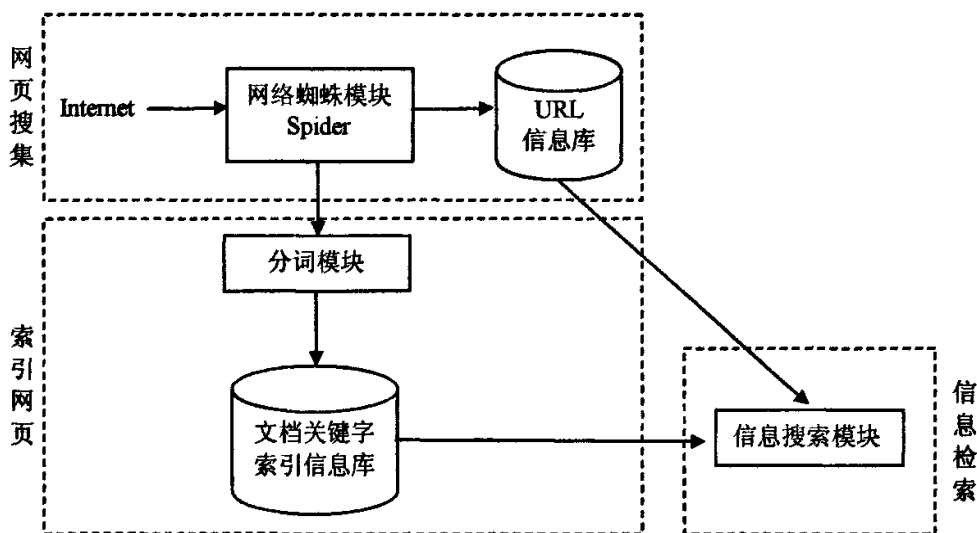 网页搜集
Internet
网络蜘蛛模块
Spider
URL
信息库
分词模块
索引网页
文档关键字
索引信息库
信息搜索模块
信息检索